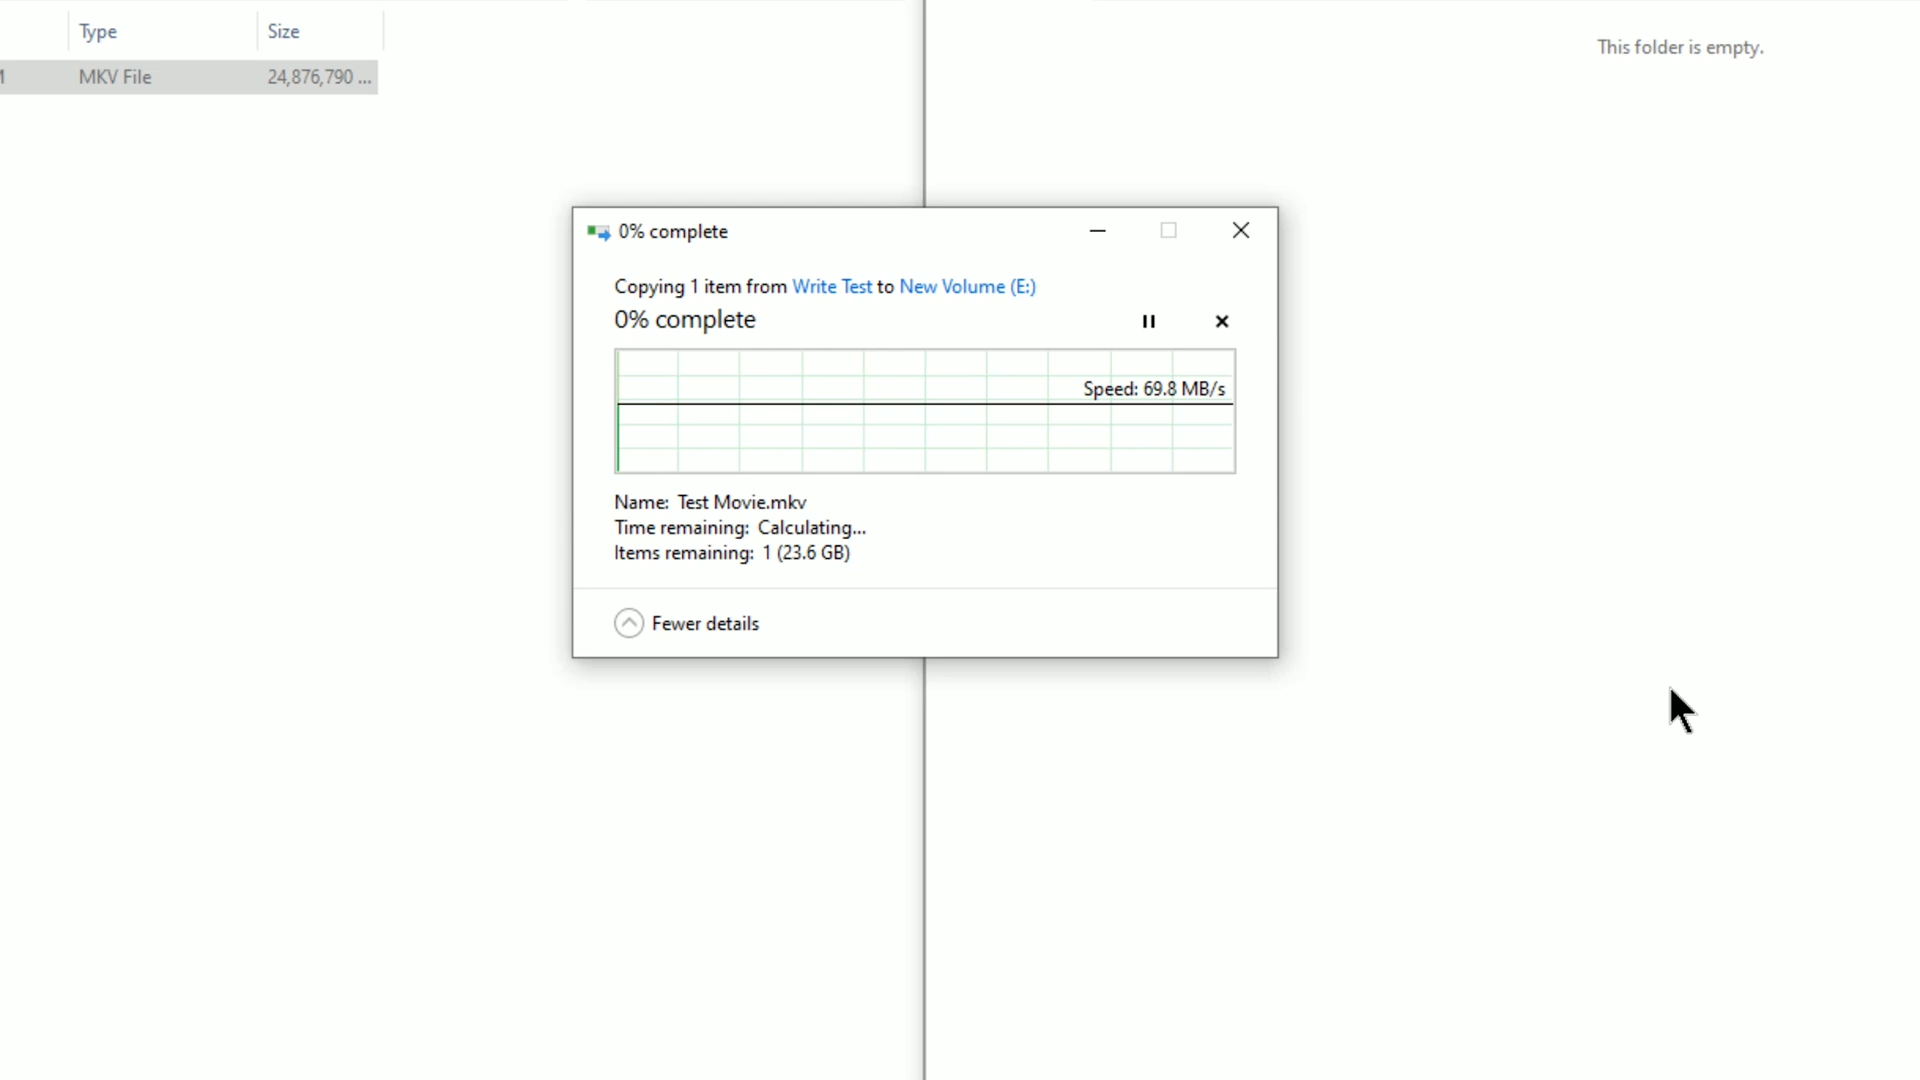 Type Size
MKV File 24,876,790 ...
This folder is empty.
0% complete
Copying 1 item from Write Test to New Volume (E:)
0% complete
Speed: 69.8 MB/s
Name: Test Movie.mkv
Time remaining: Calculating...
Items remaining: 1 (23.6 GB)
Fewer details